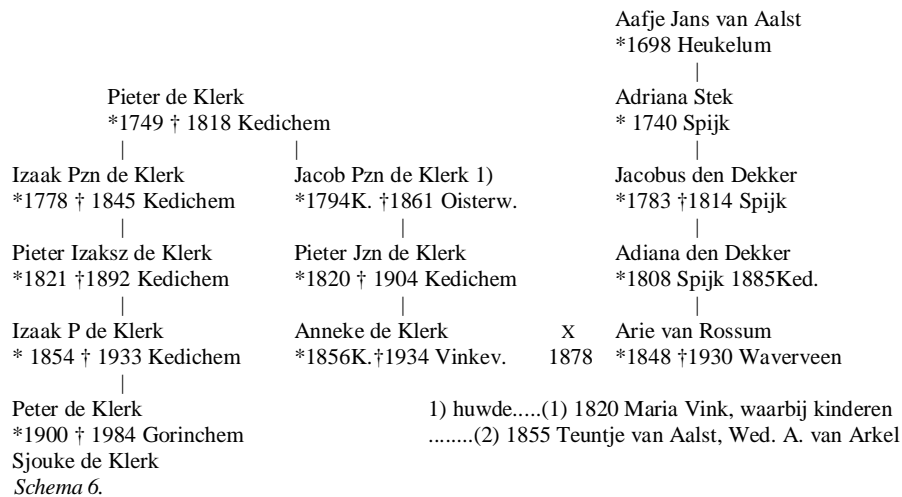 Aafje Jans van Aalst
*1698 Heukelum
|
Pieter de Klerk Adriana Stek
*1749 † 1818 Kedichem * 1740 Spijk
| | |
Izaak Pzn de Klerk Jacob Pzn de Klerk 1) Jacobus den Dekker
*1778 † 1845 Kedichem *1794K. †1861 Oisterw. *1783 †1814 Spijk
| |
Pieter Izaksz de Klerk Pieter Jzn de Klerk Adiana den Dekker
*1821 †1892 Kedichem *1820 † 1904 Kedichem *1808 Spijk 1885Ked.
| | |
Izaak P de Klerk Anneke de Klerk X Arie van Rossum
* 1854 † 1933 Kedichem *1856K.†1934 Vinkev. 1878 *1848 †1930 Waverveen
|
Peter de Klerk 1) huwde.....(1) 1820 Maria Vink, waarbij kinderen
*1900 † 1984 Gorinchem ........(2) 1855 Teuntje van Aalst, Wed. A. van Arkel
Sjouke de Klerk
Schema 6.